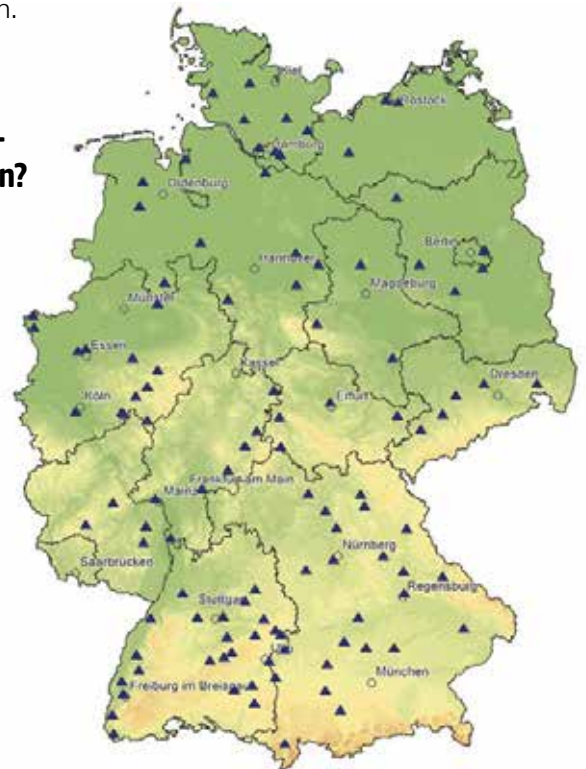 n.
-
n?
Kiel
Rostock
Hamburg
Oldenburg
Berlin
Hannover
Magdeburg
Münster
Essen
Kassel
Dresden
Köln
Erfurt
Frankfurt am Main
Mainz
Nürnberg
Saarbrücken
Regensburg
Stuttgart
Ulm
München
Freiburg im Breisgau